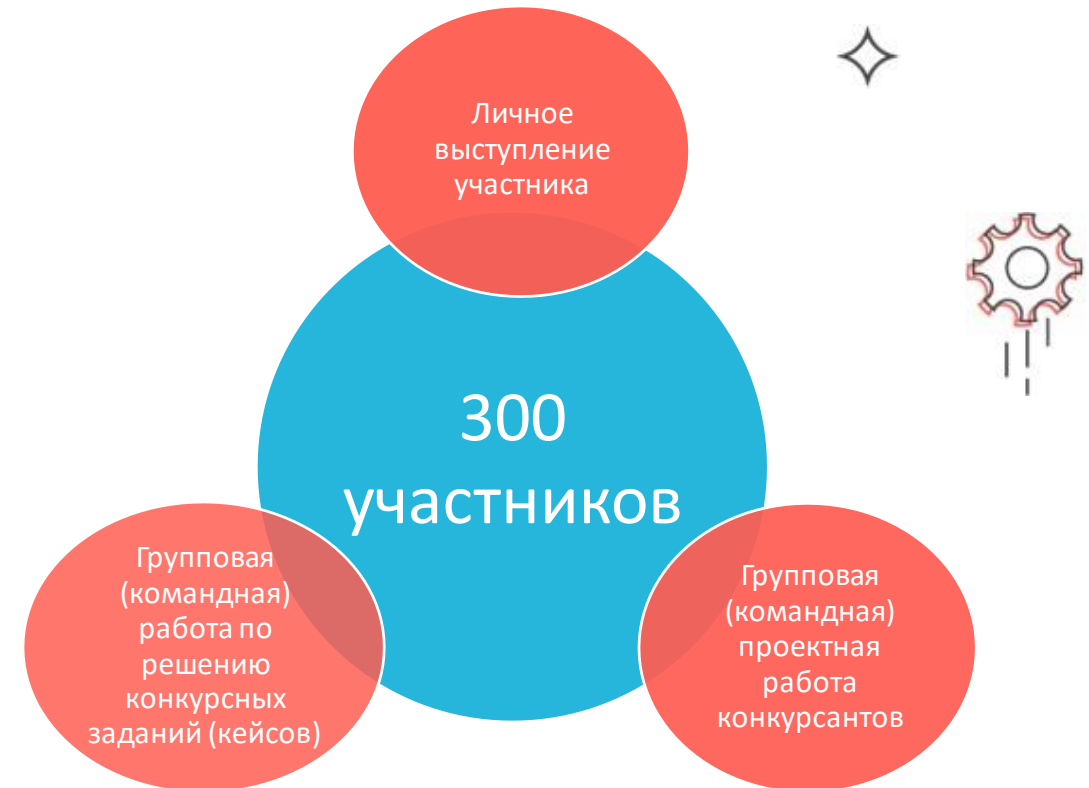 Личное
выступление
участника
300
участников
Групповая
(командная)
работа по
решению
конкурсных
заданий (кейсов)
Групповая
(командная)
проектная
работа
конкурсантов